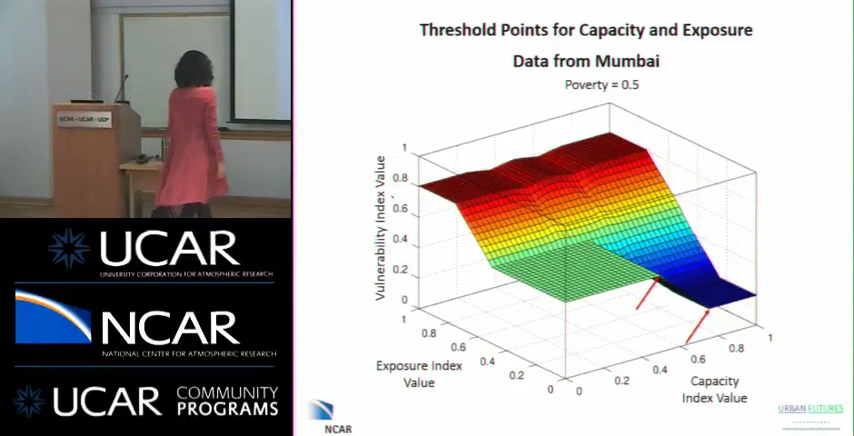 Threshold Points for Capacity and Exposure
Data from Mumbai
Poverty = 0.5
Vulnerability Index Value
1
0.8
0.6
0.4
0.2
0
1
0.8
0.6
0.4
0.2
0
Exposure Index
Value
0
0.2
0.4
0.6
0.8
1
Capacity
Index Value
NCAR
URBAN FUTURES
NCAR • UCAR • UOP
UCAR
UNIVERSITY CORPORATION FOR ATMOSPHERIC RESEARCH
NCAR
NATIONAL CENTER FOR ATMOSPHERIC RESEARCH
UCAR COMMUNITY
PROGRAMS